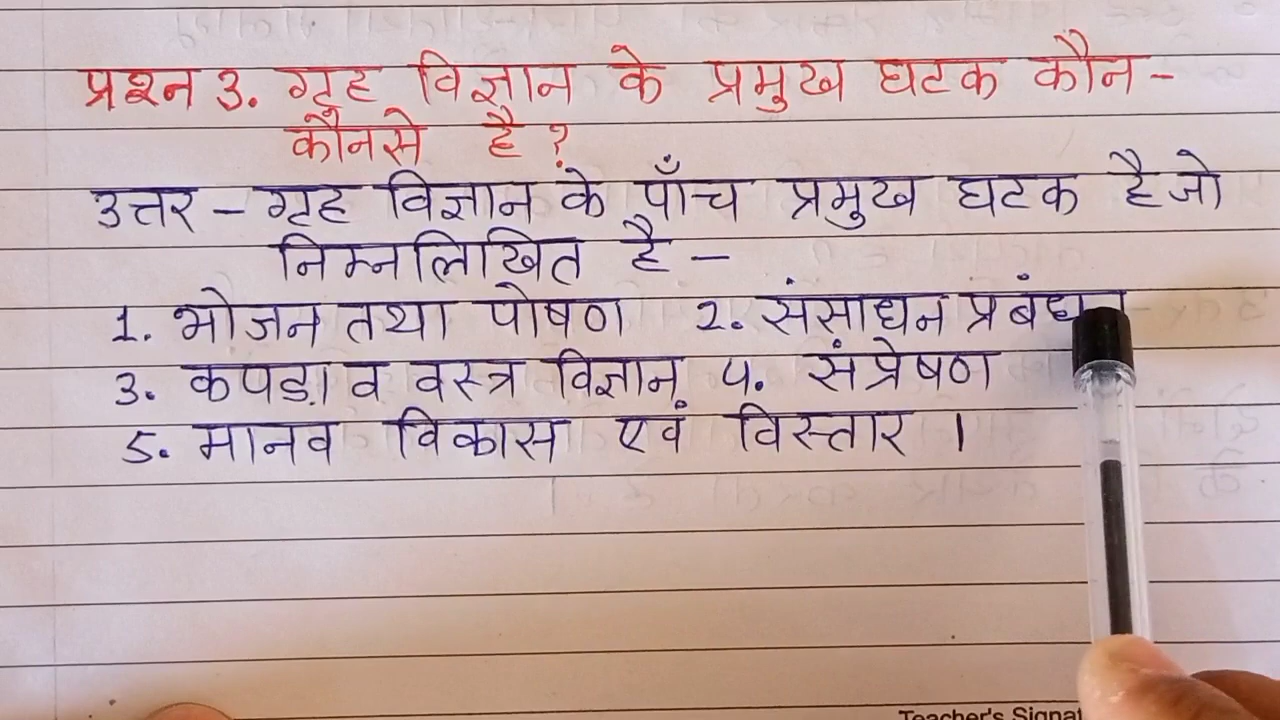 प्रश्न 3. गृह विज्ञान के प्रमुख घटक कौन-
कौनसे है ?
उत्तर - गृह विज्ञान के पाँच प्रमुख घटक है जो
निम्नलिखित है -
1. भोजन तथा पोषण 2. संसाधन प्रबंधन
3. कपड़ा व वस्त्र विज्ञान 4. संप्रेषण
5. मानव विकास एवं विस्तार ।
Teacher's